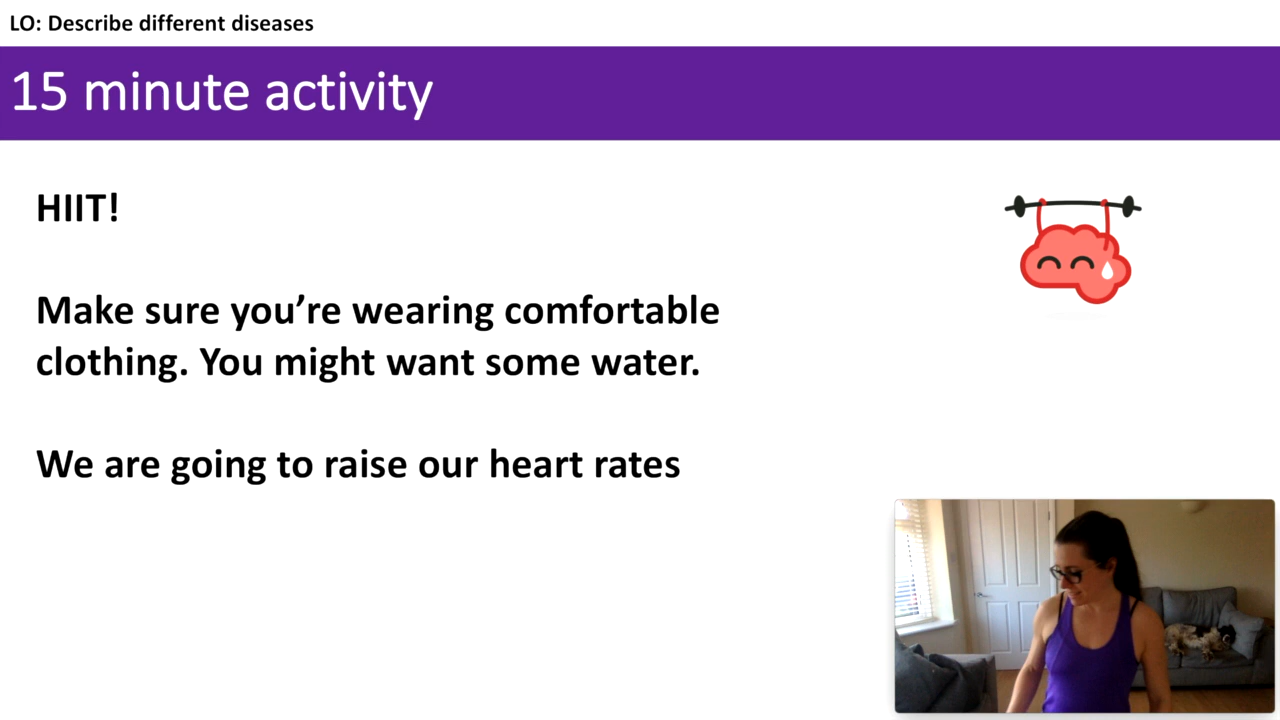 LO: Describe different diseases
15 minute activity
HIIT!
Make sure you’re wearing comfortable
clothing. You might want some water.
We are going to raise our heart rates